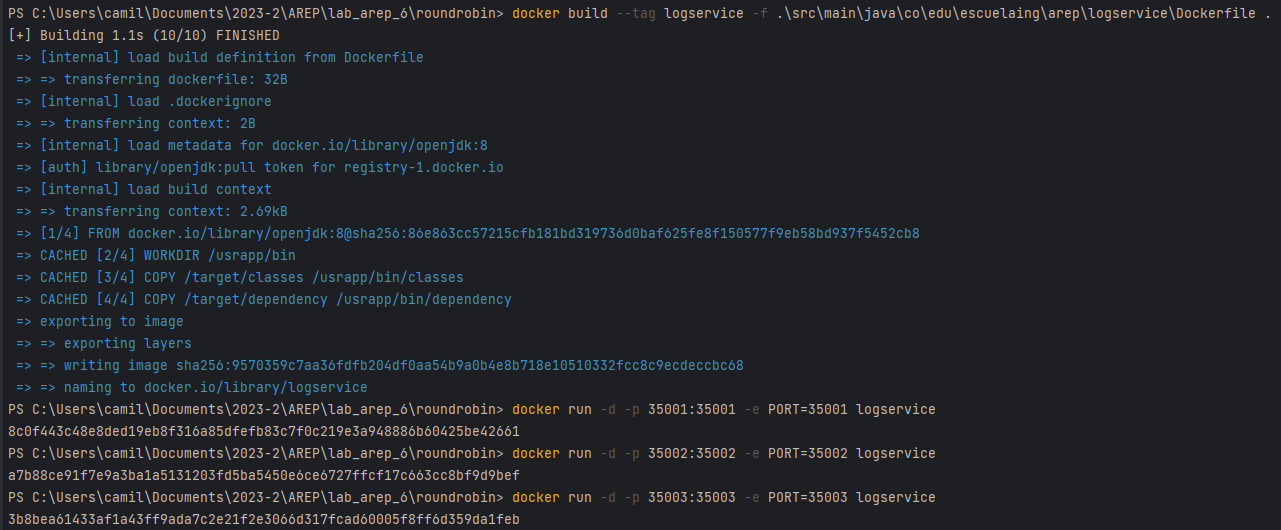 PS C:\Users\camil\Documents\2023-2\AREP\lab_arep_6\roundrobin> docker build --tag logservice -f .\src\main\java\co\edu\escuelaing\arep\logservice\Dockerfile .
[+] Building 1.1s (10/10) FINISHED
=> [internal] load build definition from Dockerfile
=> => transferring dockerfile: 32B
=> [internal] load .dockerignore
=> => transferring context: 2B
=> [internal] load metadata for docker.io/library/openjdk:8
=> [auth] library/openjdk:pull token for registry-1.docker.io
=> [internal] load build context
=> => transferring context: 2.69kB
=> [1/4] FROM docker.io/library/openjdk:8@sha256:86e863cc57215cfb181bd319736d0baf625fe8f150577f9eb58bd937f5452cb8
=> CACHED [2/4] WORKDIR /usrapp/bin
=> CACHED [3/4] COPY /target/classes /usrapp/bin/classes
=> CACHED [4/4] COPY /target/dependency /usrapp/bin/dependency
=> exporting to image
=> => exporting layers
=> => writing image sha256:9570359c7aa36fdfb204df0aa54b9a0b4e8b718e10510332fcc8c9ecdeccbc68
=> => naming to docker.io/library/logservice
PS C:\Users\camil\Documents\2023-2\AREP\lab_arep_6\roundrobin> docker run -d -p 35001:35001 -e PORT=35001 logservice
8c0f443c48e8ded19eb8f316a85dfefb83c7f0c219e3a948886b60425be42661
PS C:\Users\camil\Documents\2023-2\AREP\lab_arep_6\roundrobin> docker run -d -p 35002:35002 -e PORT=35002 logservice
a7b88ce91f7e9a3ba1a5131203fd5ba5450e6ce6727ffcf17c663cc8bf9d9bef
PS C:\Users\camil\Documents\2023-2\AREP\lab_arep_6\roundrobin> docker run -d -p 35003:35003 -e PORT=35003 logservice
3b8bea61433af1a43ff9ada7c2e21f2e3066d317fcad60005f8ff6d359da1feb